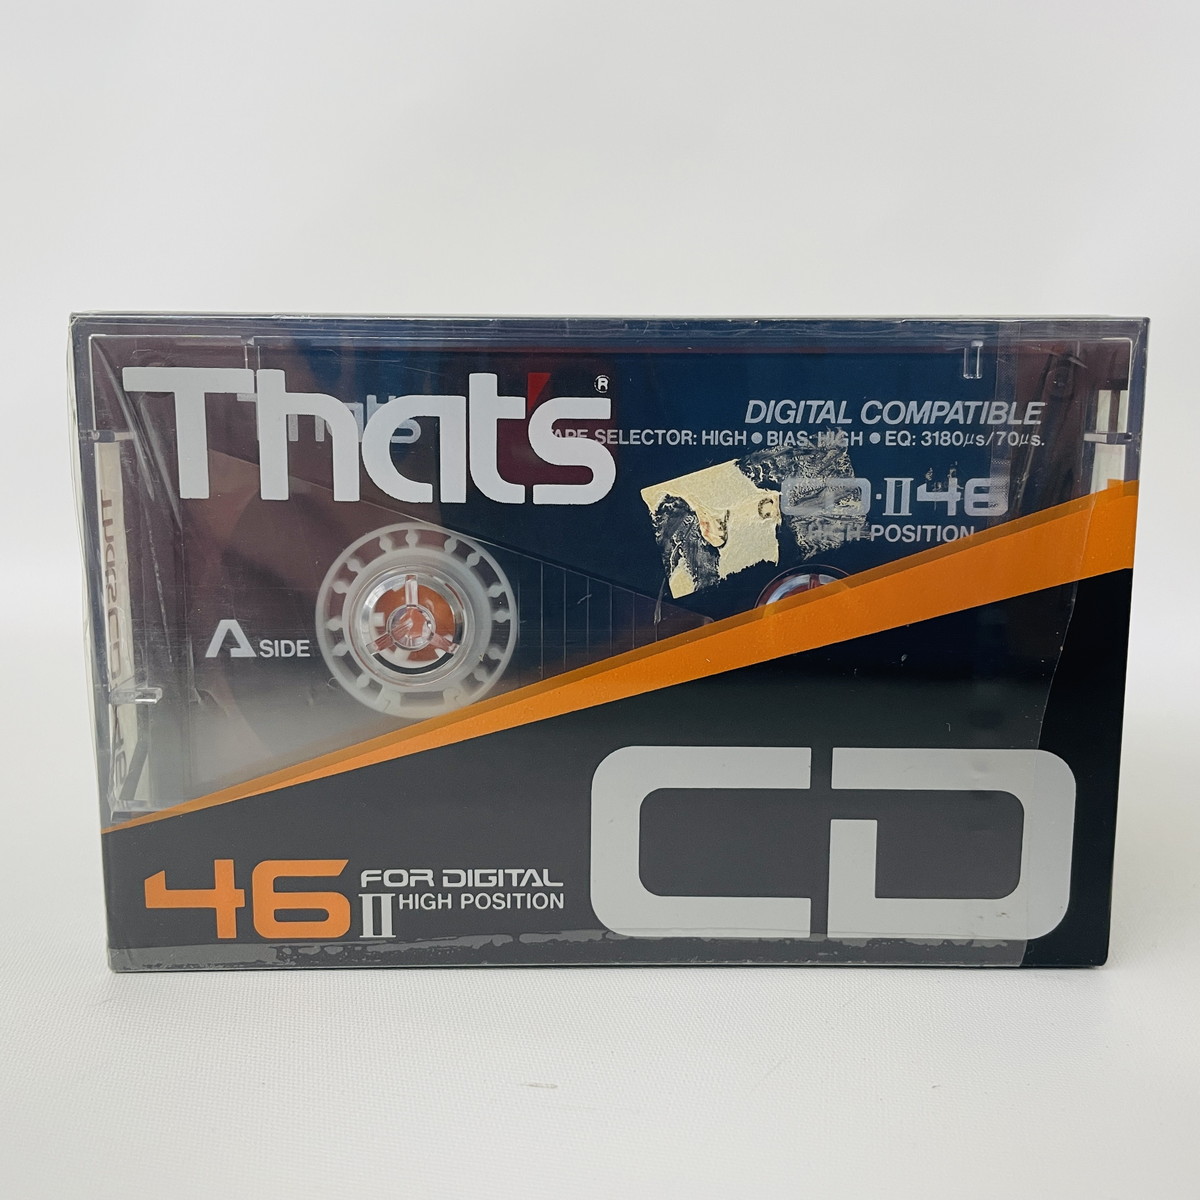 That's®
That's
DIGITAL COMPATIBLE
TAPE SELECTOR: HIGH ● BIAS: HIGH ● EQ: 3180μs/70μs.
CD·II 46
HIGH POSITION
A SIDE
46 FOR DIGITAL
II HIGH POSITION
CD